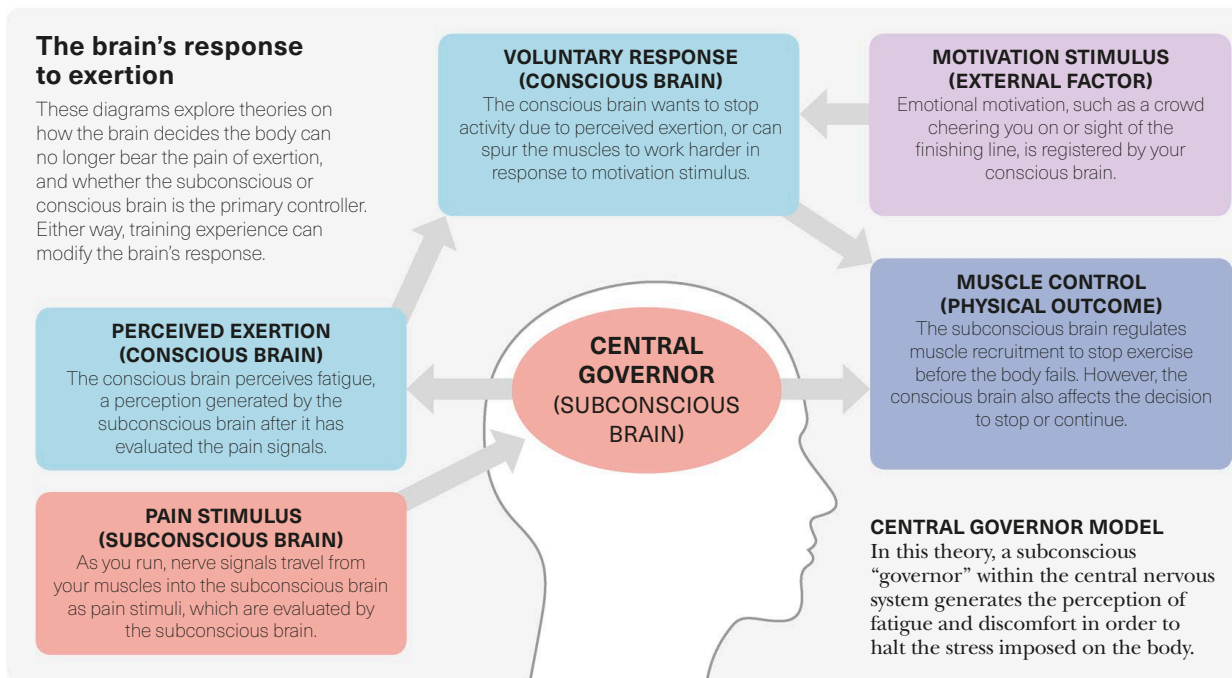 The brain’s response
to exertion
These diagrams explore theories on
how the brain decides the body can
no longer bear the pain of exertion,
and whether the subconscious or
conscious brain is the primary controller.
Either way, training experience can
modify the brain’s response.
VOLUNTARY RESPONSE
(CONSCIOUS BRAIN)
The conscious brain wants to stop
activity due to perceived exertion, or can
spur the muscles to work harder in
response to motivation stimulus.
MOTIVATION STIMULUS
(EXTERNAL FACTOR)
Emotional motivation, such as a crowd
cheering you on or sight of the
finishing line, is registered by your
conscious brain.
PERCEIVED EXERTION
(CONSCIOUS BRAIN)
The conscious brain perceives fatigue,
a perception generated by the
subconscious brain after it has
evaluated the pain signals.
CENTRAL
GOVERNOR
(SUBCONSCIOUS
BRAIN)
MUSCLE CONTROL
(PHYSICAL OUTCOME)
The subconscious brain regulates
muscle recruitment to stop exercise
before the body fails. However, the
conscious brain also affects the decision
to stop or continue.
PAIN STIMULUS
(SUBCONSCIOUS BRAIN)
As you run, nerve signals travel from
your muscles into the subconscious brain
as pain stimuli, which are evaluated by
the subconscious brain.
CENTRAL GOVERNOR MODEL
In this theory, a subconscious
“governor” within the central nervous
system generates the perception of
fatigue and discomfort in order to
halt the stress imposed on the body.